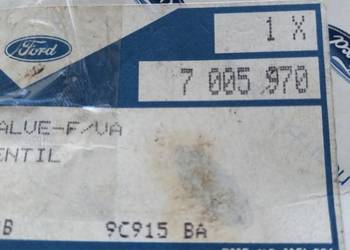 Ford
1 X
7 005 970
ALVE-F/VA
ENTIL
B 9C915 BA